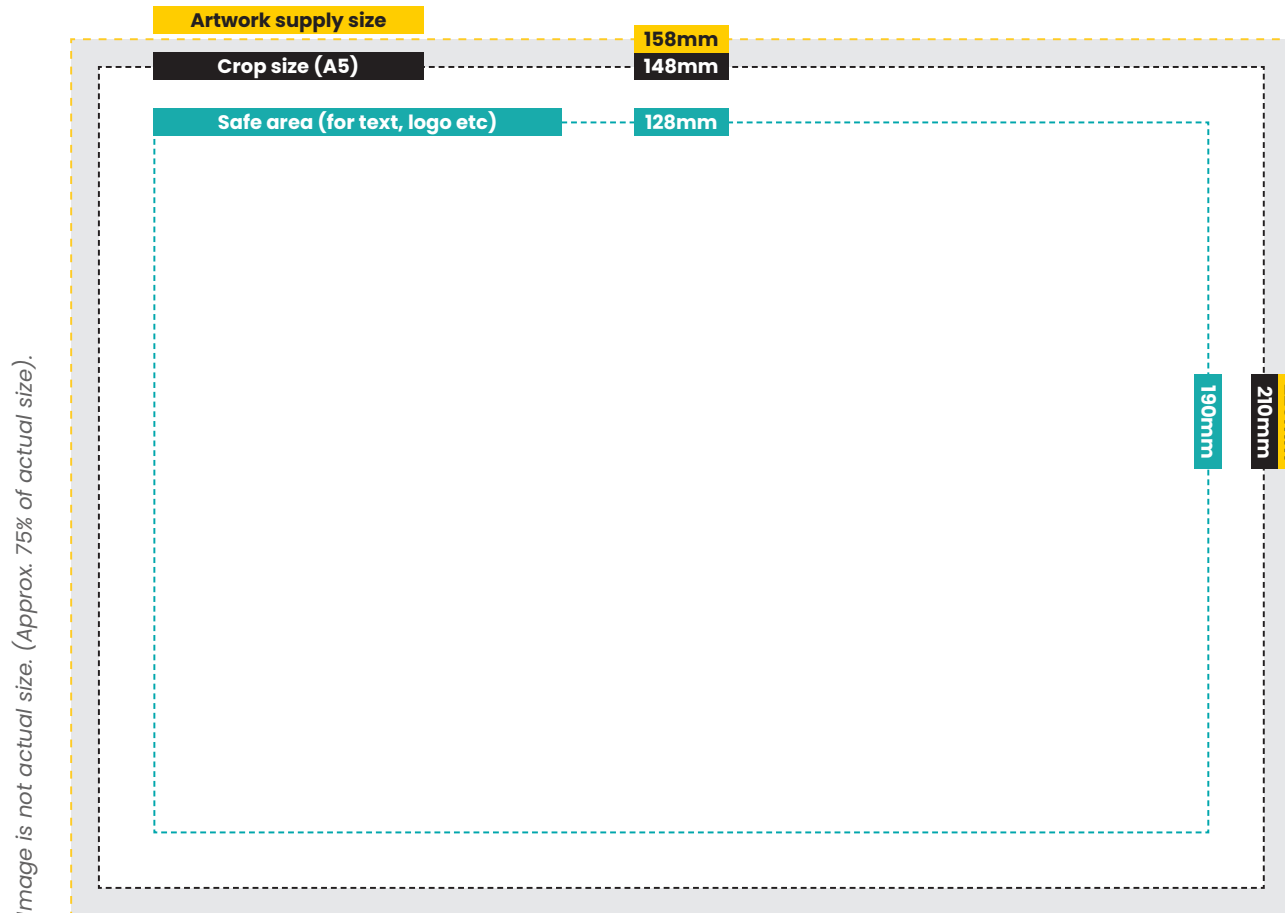 Artwork supply size
158mm
Crop size (A5)
148mm
Safe area (for text, logo etc)
128mm
190mm
210mm
Image is not actual size. (Approx. 75% of actual size).